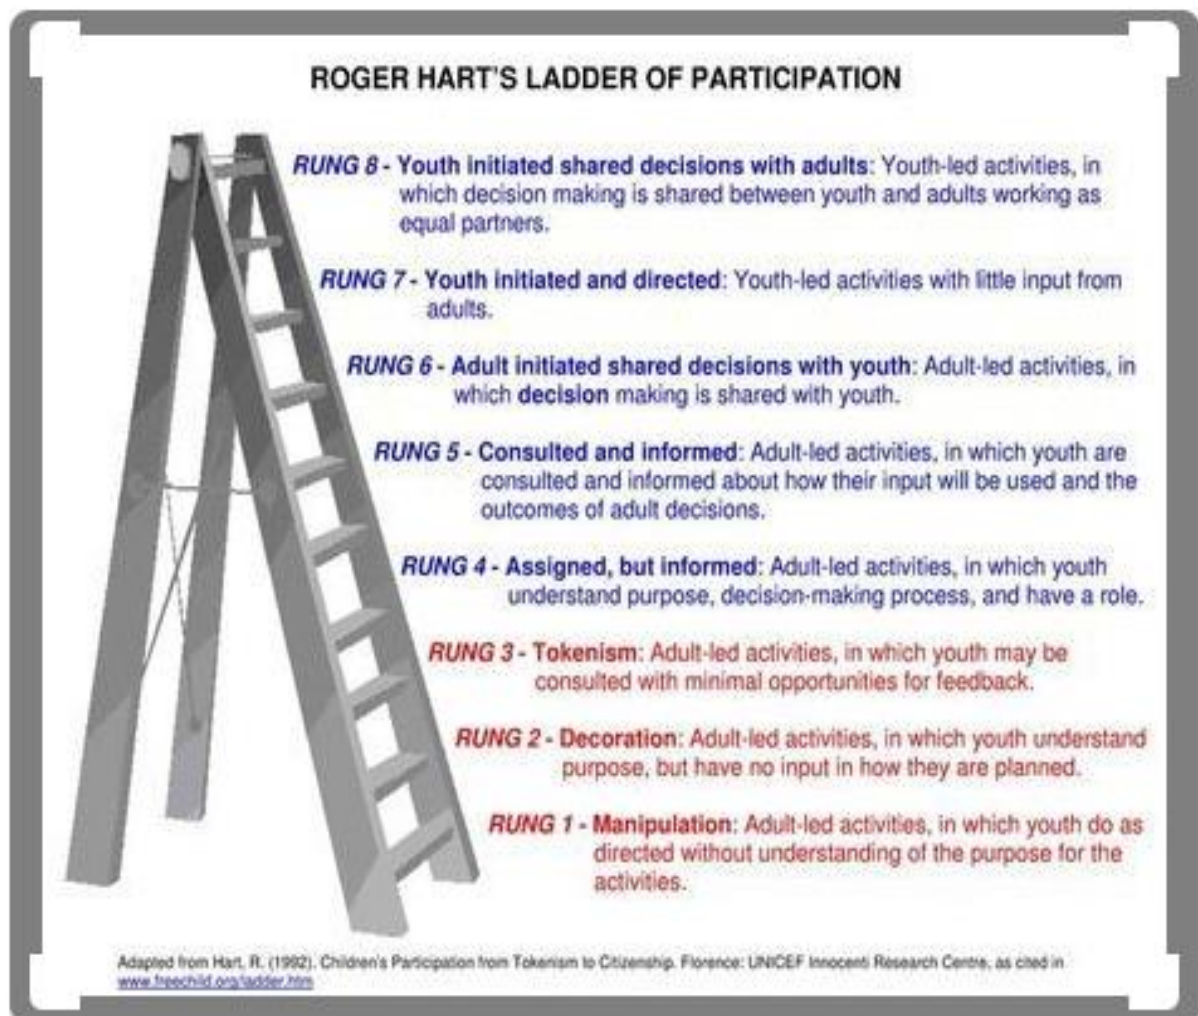 ROGER HART'S LADDER OF PARTICIPATION
RUNG 8 - Youth initiated shared decisions with adults: Youth-led activities, in
which decision making is shared between youth and adults working as
equal partners.
RUNG 7 - Youth initiated and directed: Youth-led activities with little input from
adults.
RUNG 6 - Adult initiated shared decisions with youth: Adult-led activities, in
which decision making is shared with youth.
RUNG 5 - Consulted and informed: Adult-led activities, in which youth are
consulted and informed about how their input will be used and the
outcomes of adult decisions.
RUNG 4 - Assigned, but informed: Adult-led activities, in which youth
understand purpose, decision-making process, and have a role.
RUNG 3 - Tokenism: Adult-led activities, in which youth may be
consulted with minimal opportunities for feedback.
RUNG 2 - Decoration: Adult-led activities, in which youth understand
purpose, but have no input in how they are planned.
RUNG 1 - Manipulation: Adult-led activities, in which youth do as
directed without understanding of the purpose for the
activities.
Adapted from Hart, R. (1992). Children's Participation from Tokenism to Citizenship. Florence: UNICEF Innocenti Research Centre, as cited in
www.freechild.org/ladder.htm